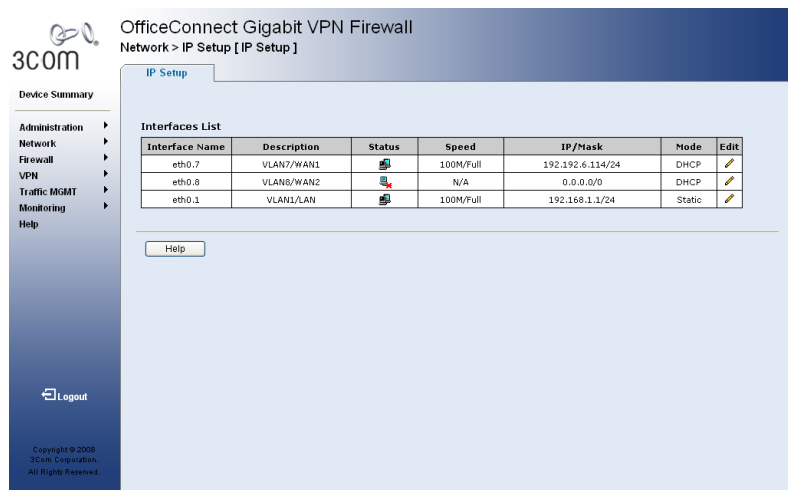 3COM
OfficeConnect Gigabit VPN Firewall
Network > IP Setup [ IP Setup ]
IP Setup
Device Summary
Administration
Network
Firewall
VPN
Traffic MGMT
Monitoring
Help
Interfaces List
Interface Name Description Status Speed IP/Mask Mode Edit
eth0.7 VLAN7/WAN1 100M/Full 192.192.6.114/24 DHCP
eth0.8 VLAN8/WAN2 N/A 0.0.0.0/0 DHCP
eth0.1 VLAN1/LAN 100M/Full 192.168.1.1/24 Static
Help
Logout
Copyright © 2008
3Com Corporation.
All Rights Reserved.